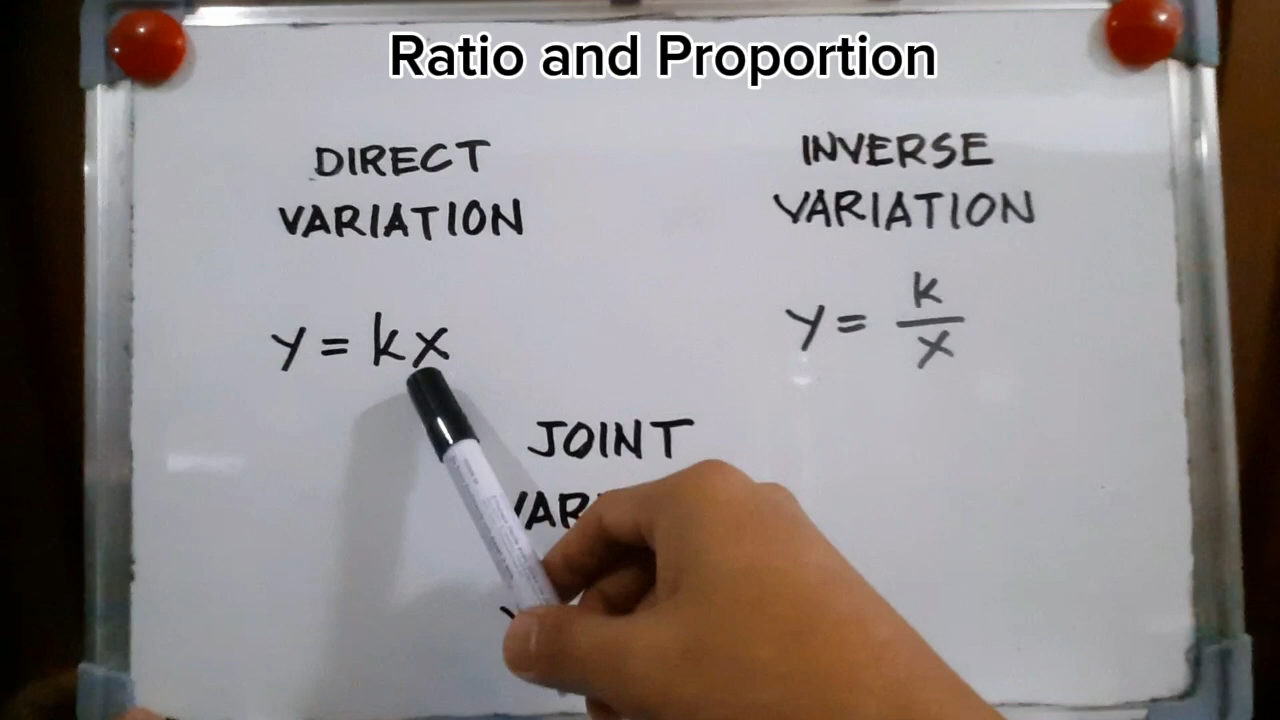 Ratio and Proportion
DIRECT
VARIATION
y = kx
INVERSE
VARIATION
y = k/x
JOINT